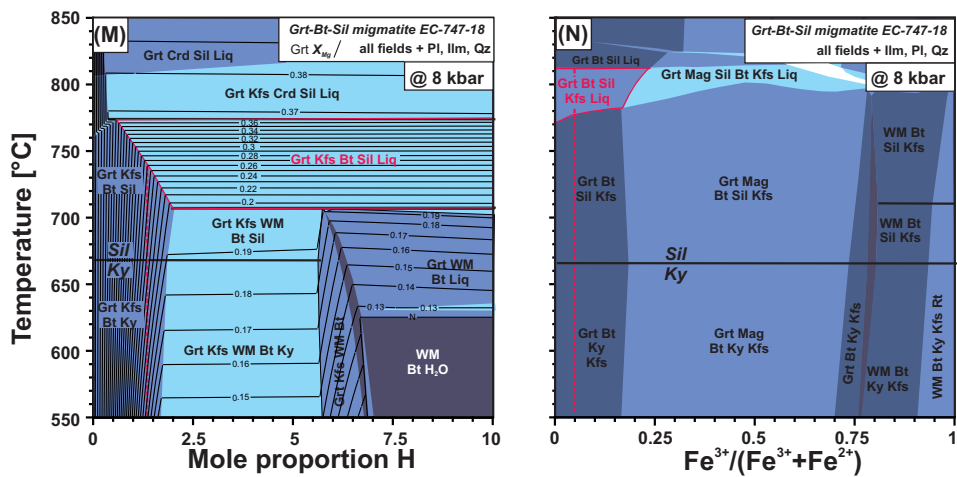 (M)
Grt-Bt-Sil migmatite EC-747-18
Grt X_Mg / all fields + Pl, Ilm, Qz
@ 8 kbar
Temperature [°C]
850
800
750
700
650
600
550
Grt Crd Sil Liq
0.38
Grt Kfs Crd Sil Liq
0.37
0.36
0.34
0.32
0.3
0.28
0.26
0.24
0.22
0.2
Grt Kfs Bt Sil Liq
Grt Kfs
Bt Sil
Grt Kfs WM
Bt Sil
0.19
0.18
0.17
0.16
0.15
0.14
0.13
0.13
N
Grt WM
Bt Liq
Sil
Ky
0.19
0.18
0.17
0.16
0.15
Grt Kfs
Bt Ky
Grt Kfs WM Bt Ky
Grt Kfs WM Bt
WM
Bt H₂O
0
2.5
5
7.5
10
Mole proportion H
(N)
Grt-Bt-Sil migmatite EC-747-18
all fields + Pl, Ilm, Qz
@ 8 kbar
Grt Bt Sil Liq
Grt Bt Sil
Kfs Liq
Grt Mag Sil Bt Kfs Liq
WM Bt
Sil Kfs
Grt Bt
Sil Kfs
Grt Mag
Bt Sil Kfs
WM Bt
Sil Kfs
Sil
Ky
Grt Bt
Ky
Kfs
Grt Mag
Bt Ky Kfs
Grt Bt Ky Kfs
WM Bt
Ky Kfs
WM Bt Ky Kfs Rt
0
0.25
0.5
0.75
1
Fe³⁺/(Fe³⁺+Fe²⁺)